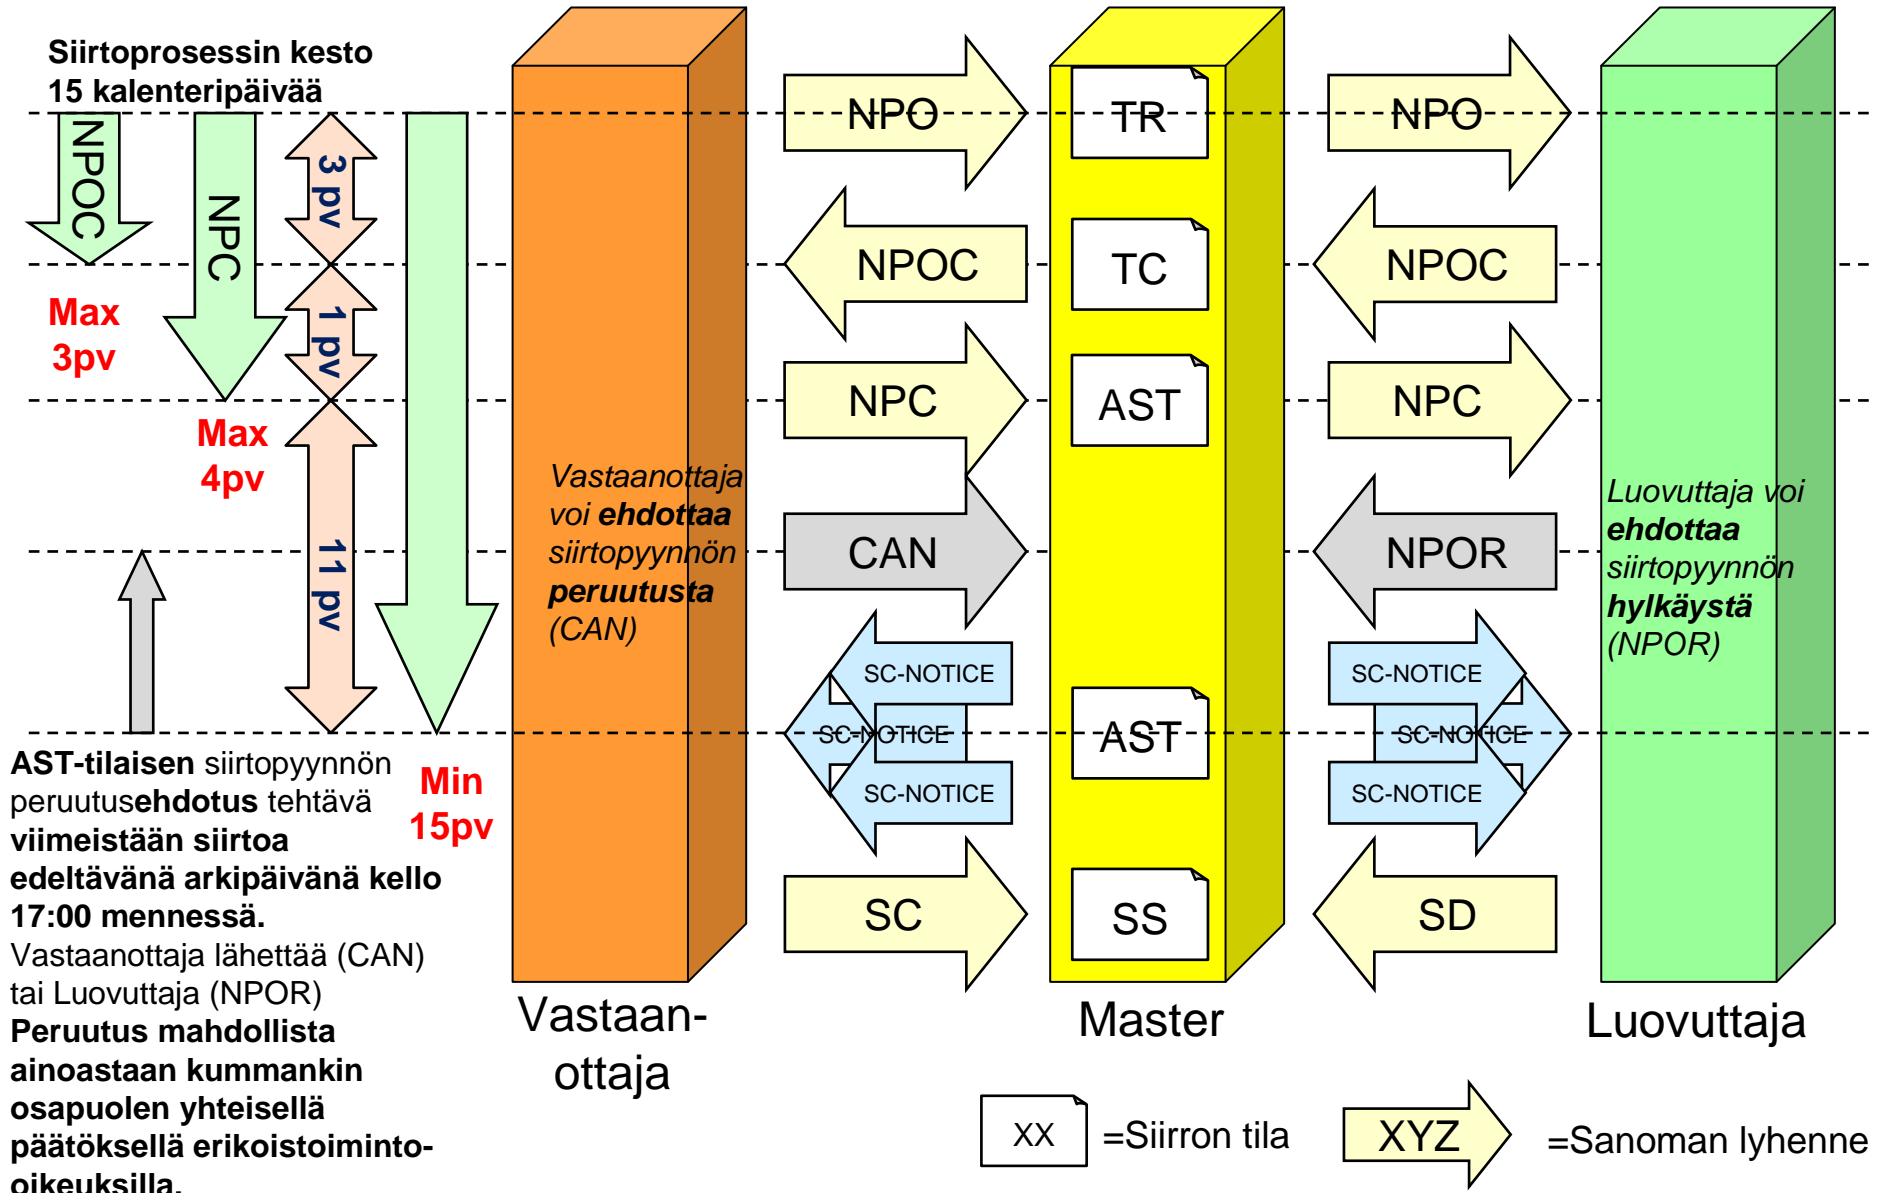 Siirtoprosessin kesto
15 kalenteripäivää
NPOC
NPC
3 pv
1 pv
11 pv
Max
3pv
Max
4pv
Min
15pv
AST-tilaisen siirtopyynnön
peruutusehdotus tehtävä
viimeistään siirtoa
edeltävänä arkipäivänä kello
17:00 mennessä.
Vastaanottaja lähettää (CAN)
tai Luovuttaja (NPOR)
Peruutus mahdollista
ainoastaan kummankin
osapuolen yhteisellä
päätöksellä erikoistoiminto-
oikeuksilla.
Vastaanottaja
voi ehdottaa
siirtopyynnön
peruutusta
(CAN)
Vastaan-
ottaja
NPO
NPOC
NPC
CAN
SC-NOTICE
SC-NOTICE
SC-NOTICE
SC
TR
TC
AST
AST
SS
Master
NPO
NPOC
NPC
NPOR
SC-NOTICE
SC-NOTICE
SC-NOTICE
SD
Luovuttaja voi
ehdottaa
siirtopyynnön
hylkäystä
(NPOR)
Luovuttaja
XX
=Siirron tila
XYZ
=Sanoman lyhenne